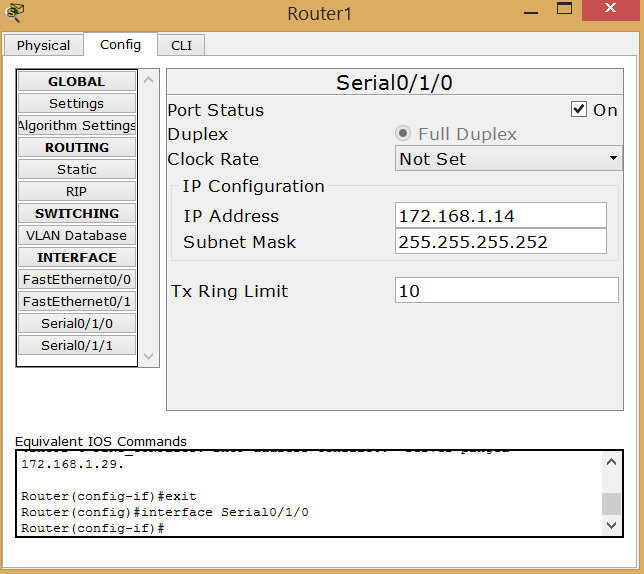 Router1
Physical Config CLI
GLOBAL
Settings
Algorithm Settings
ROUTING
Static
RIP
SWITCHING
VLAN Database
INTERFACE
FastEthernet0/0
FastEthernet0/1
Serial0/1/0
Serial0/1/1
Serial0/1/0
Port Status On
Duplex Full Duplex
Clock Rate Not Set
IP Configuration
IP Address 172.168.1.14
Subnet Mask 255.255.255.252
Tx Ring Limit 10
Equivalent IOS Commands
172.168.1.29.
Router(config-if)#exit
Router(config)#interface Serial0/1/0
Router(config-if)#